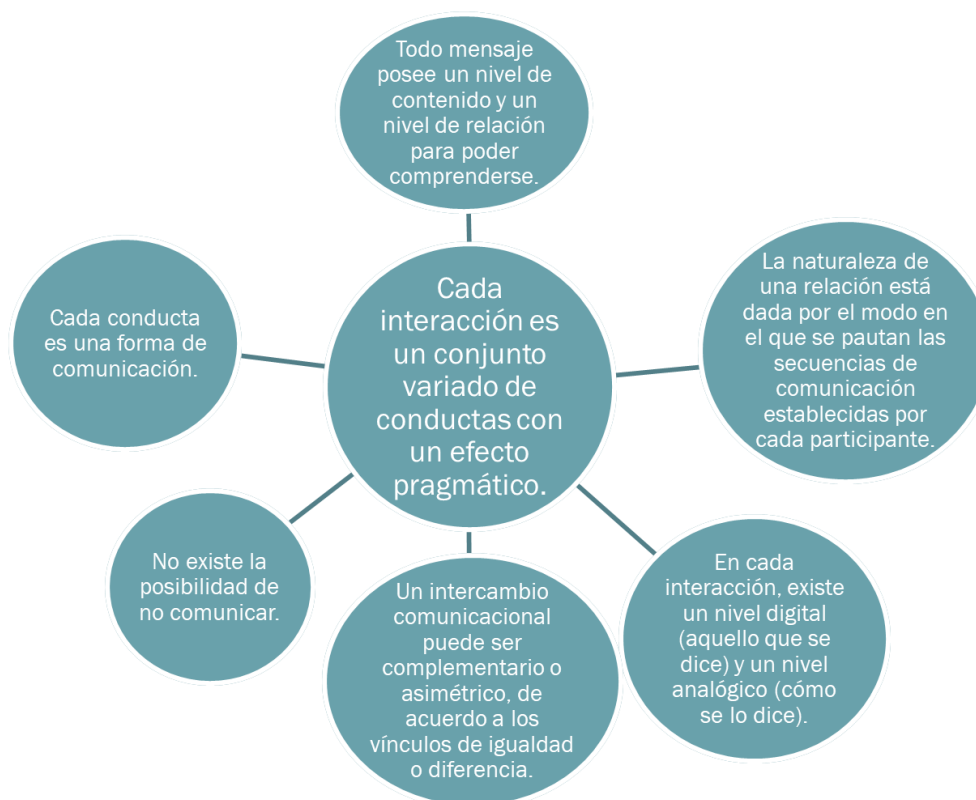 Todo mensaje
posee un nivel de
contenido y un
nivel de relación
para poder
comprenderse.
Cada
interacción es
un conjunto
variado de
conductas con
un efecto
pragmático.
La naturaleza de
una relación está
dada por el modo en
el que se pautan las
secuencias de
comunicación
establecidas por
cada participante.
En cada
interacción, existe
un nivel digital
(aquello que se
dice) y un nivel
analógico (cómo
se lo dice).
Un intercambio
comunicacional
puede ser
complementario o
asimétrico, de
acuerdo a los
vínculos de igualdad
o diferencia.
No existe la
posibilidad de
no comunicar.
Cada conducta
es una forma de
comunicación.